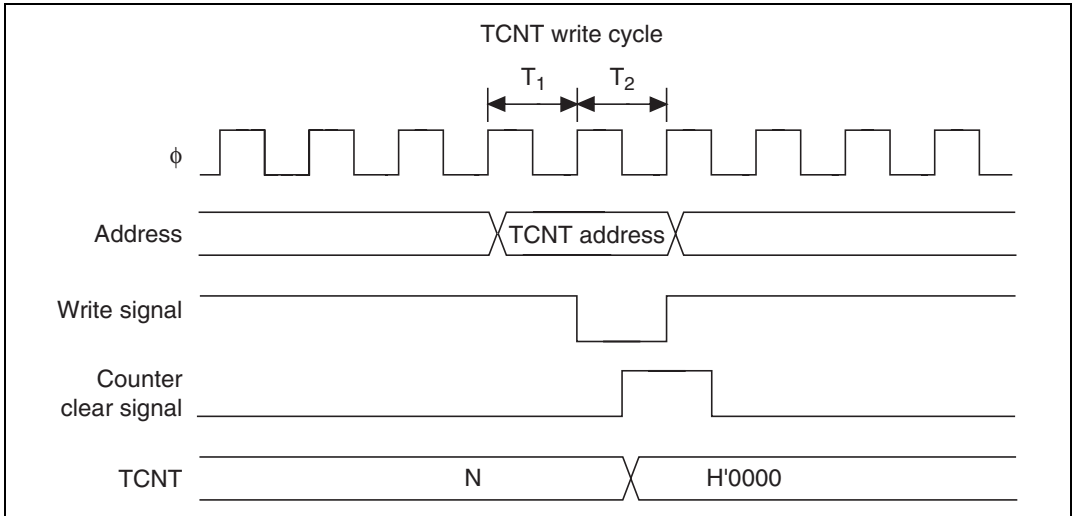 TCNT write cycle
T1 T2
ϕ
Address
TCNT address
Write signal
Counter
clear signal
TCNT
N
H'0000